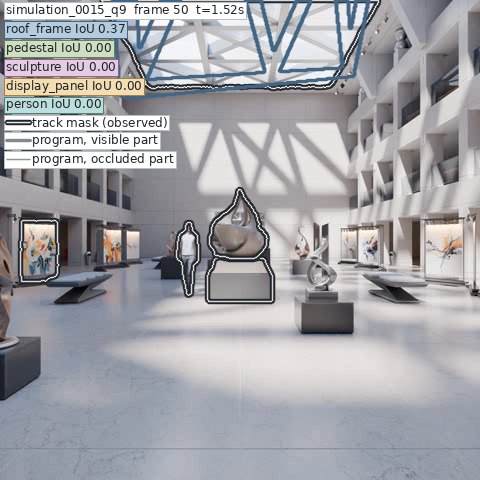 simulation_0015_q9 frame 50 t=1.52s
roof_frame IoU 0.37
pedestal IoU 0.00
sculpture IoU 0.00
display_panel IoU 0.00
person IoU 0.00
track mask (observed)
program, visible part
program, occluded part